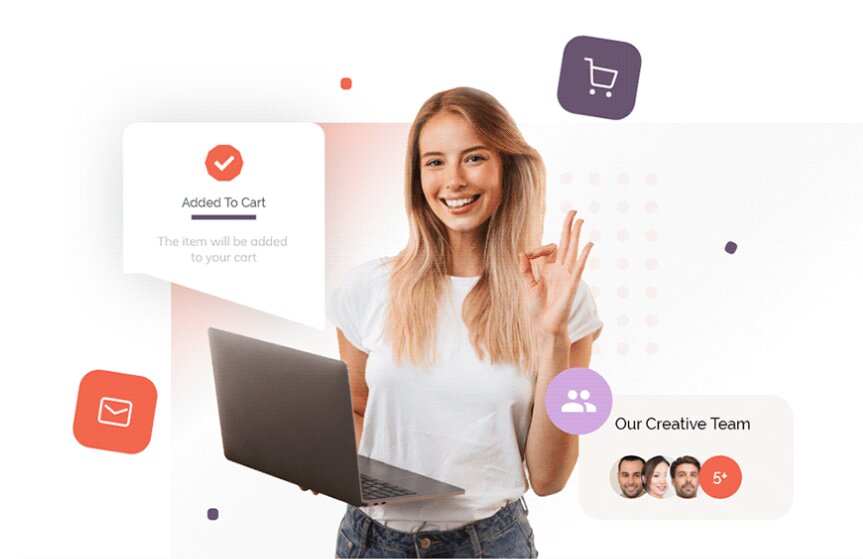 Added To Cart
The item will be added
to your cart
Our Creative Team
5+